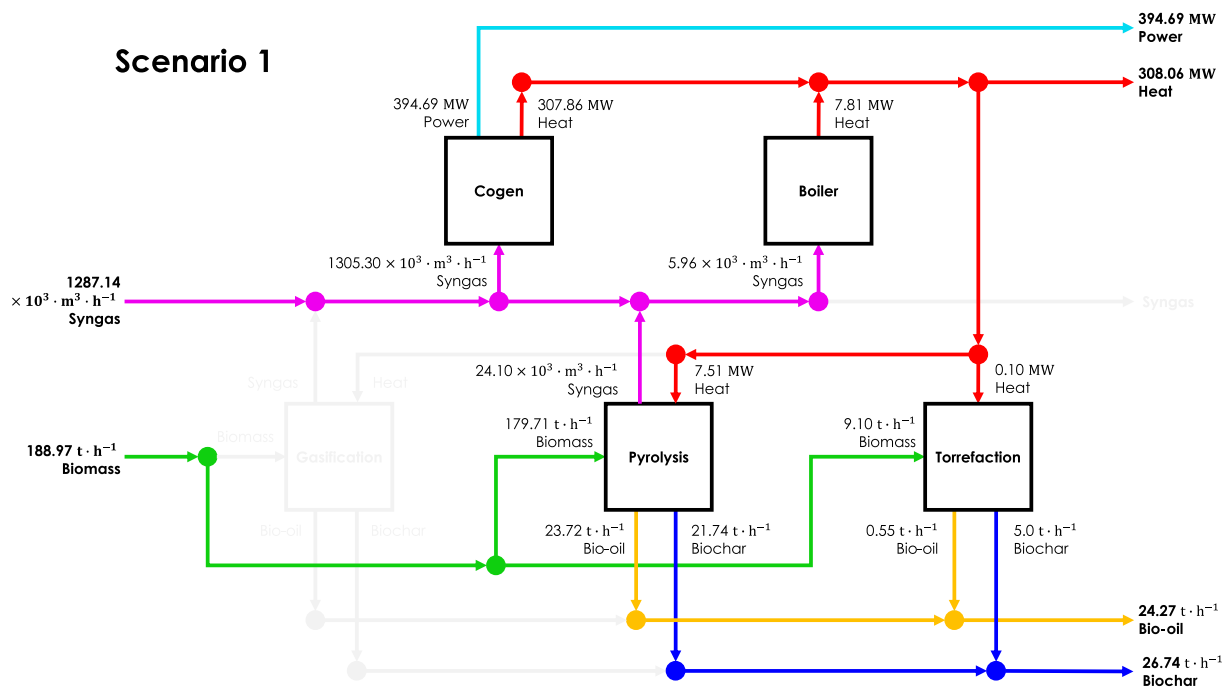 394.69 MW
Power
Scenario 1
308.06 MW
Heat
394.69 MW
Power
307.86 MW
Heat
7.81 MW
Heat
Cogen
Boiler
1305.30 × 10³ · m³ · h⁻¹
Syngas
5.96 × 10³ · m³ · h⁻¹
Syngas
1287.14
× 10³ · m³ · h⁻¹
Syngas
Syngas
24.10 × 10³ · m³ · h⁻¹
Syngas
7.51 MW
Heat
0.10 MW
Heat
Syngas
Heat
179.71 t · h⁻¹
Biomass
9.10 t · h⁻¹
Biomass
188.97 t · h⁻¹
Biomass
Biomass
Gasification
Pyrolysis
Torrefaction
Bio-oil
Biochar
23.72 t · h⁻¹
Bio-oil
21.74 t · h⁻¹
Biochar
0.55 t · h⁻¹
Bio-oil
5.0 t · h⁻¹
Biochar
24.27 t · h⁻¹
Bio-oil
26.74 t · h⁻¹
Biochar